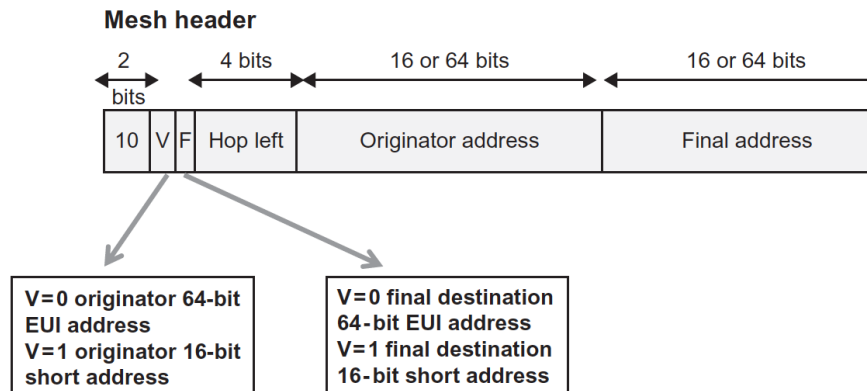 Mesh header
2 bits
4 bits
16 or 64 bits
16 or 64 bits
10
V
F
Hop left
Originator address
Final address
V=0 originator 64-bit
EUI address
V=1 originator 16-bit
short address
V=0 final destination
64-bit EUI address
V=1 final destination
16-bit short address